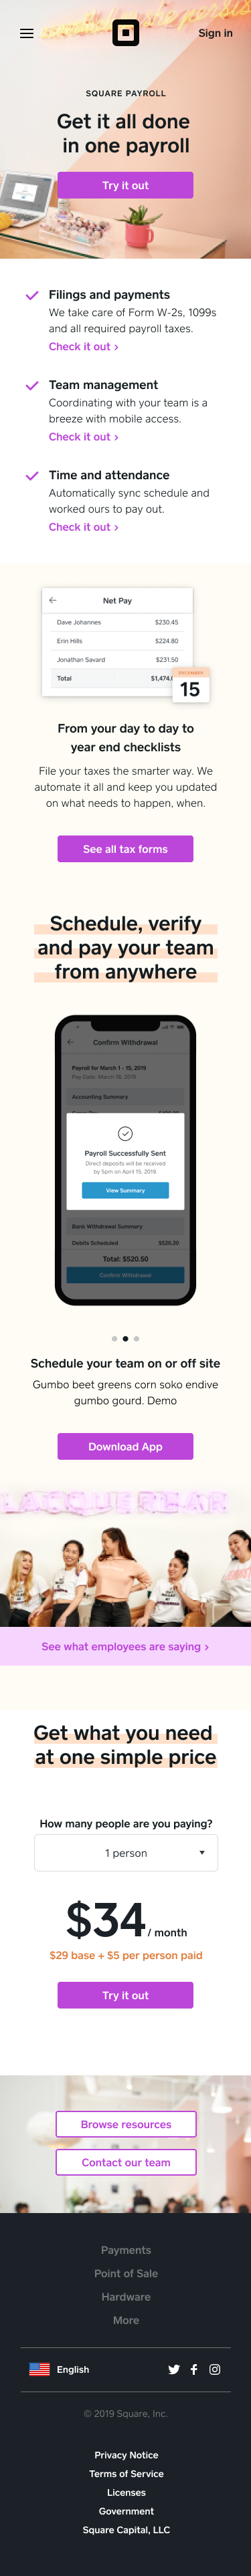 Sign in
SQUARE PAYROLL
Get it all done
in one payroll
Try it out
Filings and payments
We take care of Form W-2s, 1099s
and all required payroll taxes.
Check it out ›
Team management
Coordinating with your team is a
breeze with mobile access.
Check it out ›
Time and attendance
Automatically sync schedule and
worked ours to pay out.
Check it out ›
← Net Pay
Dave Johannes $230.45
Erin Hills $224.80
Jonathan Savard $231.50
Total $1,474.
DECEMBER
15
From your day to day to
year end checklists
File your taxes the smarter way. We
automate it all and keep you updated
on what needs to happen, when.
See all tax forms
Schedule, verify
and pay your team
from anywhere
← Confirm Withdrawal
Payroll for March 1 - 15, 2019
Pay Date: March 18, 2019
Accounting Summary
Payroll Successfully Sent
Direct deposits will be received
by 5pm on April 15, 2019.
View Summary
Bank Withdrawal Summary
Debits Scheduled $520.20
Total: $520.50
Confirm Withdrawal
Schedule your team on or off site
Gumbo beet greens corn soko endive
gumbo gourd. Demo
Download App
See what employees are saying ›
Get what you need
at one simple price
How many people are you paying?
1 person
$34 / month
$29 base + $5 per person paid
Try it out
Browse resources
Contact our team
Payments
Point of Sale
Hardware
More
English
© 2019 Square, Inc.
Privacy Notice
Terms of Service
Licenses
Government
Square Capital, LLC